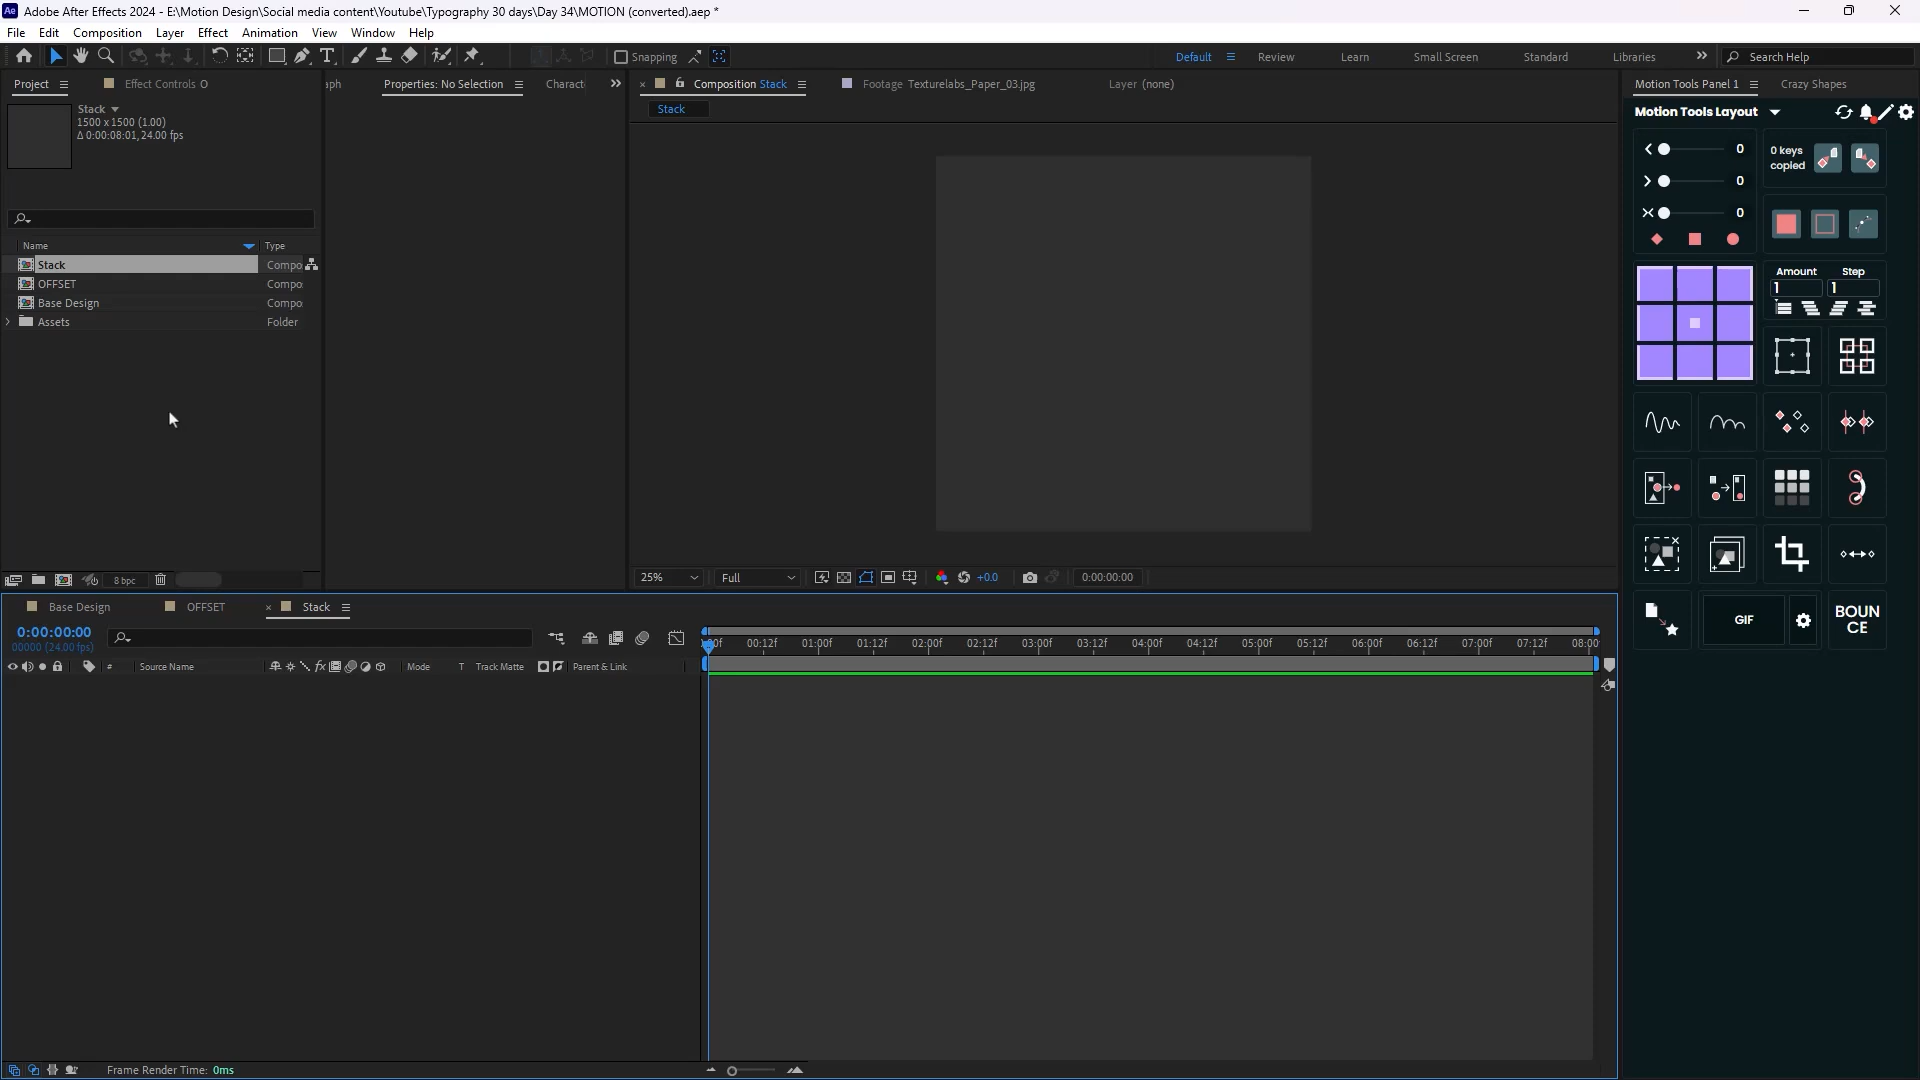 Adobe After Effects 2024 - E:\Motion Design\Social media content\Youtube\Typography 30 days\Day 34\MOTION (converted).aep *
File Edit Composition Layer Effect Animation View Window Help
Snapping
Default Review Learn Small Screen Standard Libraries Search Help
Project Effect Controls O
Properties: No Selection
Composition Stack
Footage Texturelabs_Paper_03.jpg
Layer (none)
Motion Tools Panel 1 Crazy Shapes
Stack
1500 x 1500 (1.00)
Δ 0:00:08:01, 24.00 fps
Stack
Motion Tools Layout
0
0
0
0 keys
copied
Name Type
Stack Compo
OFFSET Compo
Base Design Compo
Assets Folder
Amount Step
1 1
GIF
BOUN
CE
8 bpc
25% Full +0.0 0:00:00:00
Base Design OFFSET Stack
0:00:00:00
00000 (24.00 fps)
# Source Name Mode T Track Matte Parent & Link
00:12f 01:00f 01:12f 02:00f 02:12f 03:00f 03:12f 04:00f 04:12f 05:00f 05:12f 06:00f 06:12f 07:00f 07:12f
Frame Render Time: 0ms